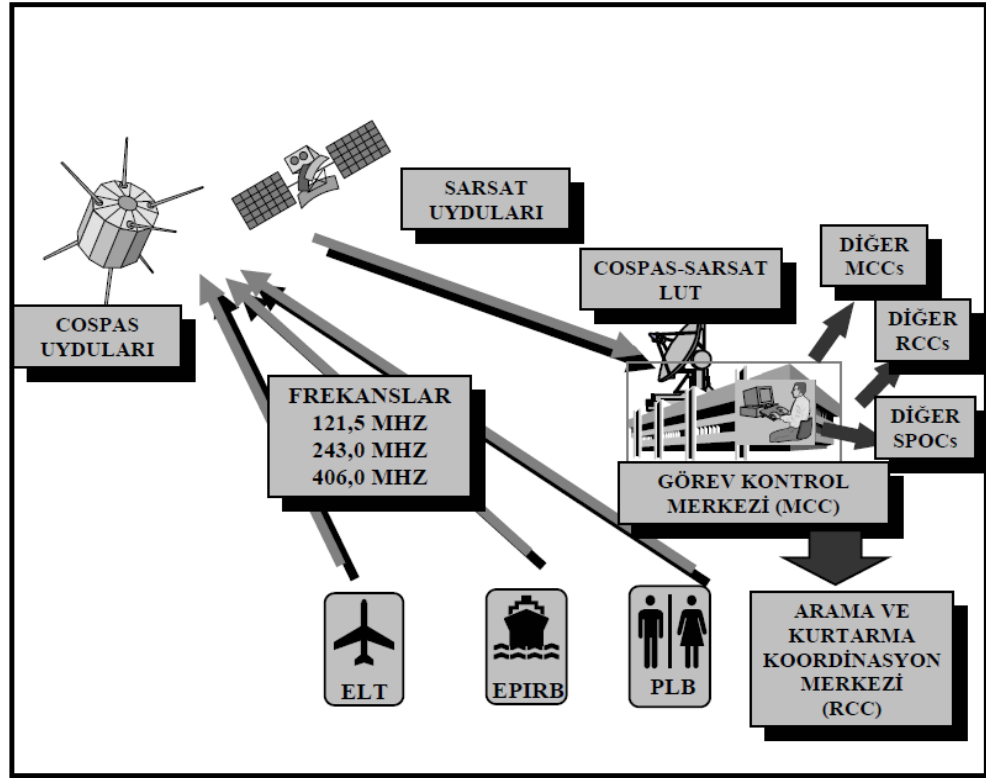 SARSAT
UYDULARI
COSPAS-SARSAT
LUT
DİĞER
MCCs
COSPAS
UYDULARI
DİĞER
RCCs
FREKANSLAR
121,5 MHZ
243,0 MHZ
406,0 MHZ
DİĞER
SPOCs
GÖREV KONTROL
MERKEZİ (MCC)
ELT
EPIRB
PLB
ARAMA VE
KURTARMA
KOORDİNASYON
MERKEZİ
(RCC)